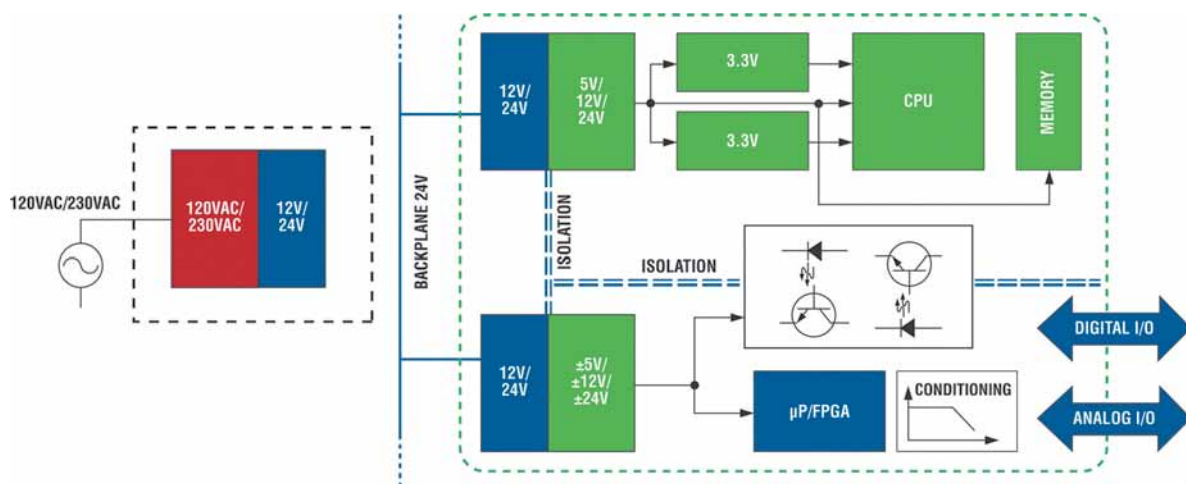 120VAC/230VAC
120VAC/
230VAC
12V/
24V
BACKPLANE 24V
12V/
24V
5V/
12V/
24V
3.3V
3.3V
CPU
MEMORY
ISOLATION
ISOLATION
12V/
24V
±5V/
±12V/
±24V
µP/FPGA
CONDITIONING
DIGITAL I/O
ANALOG I/O